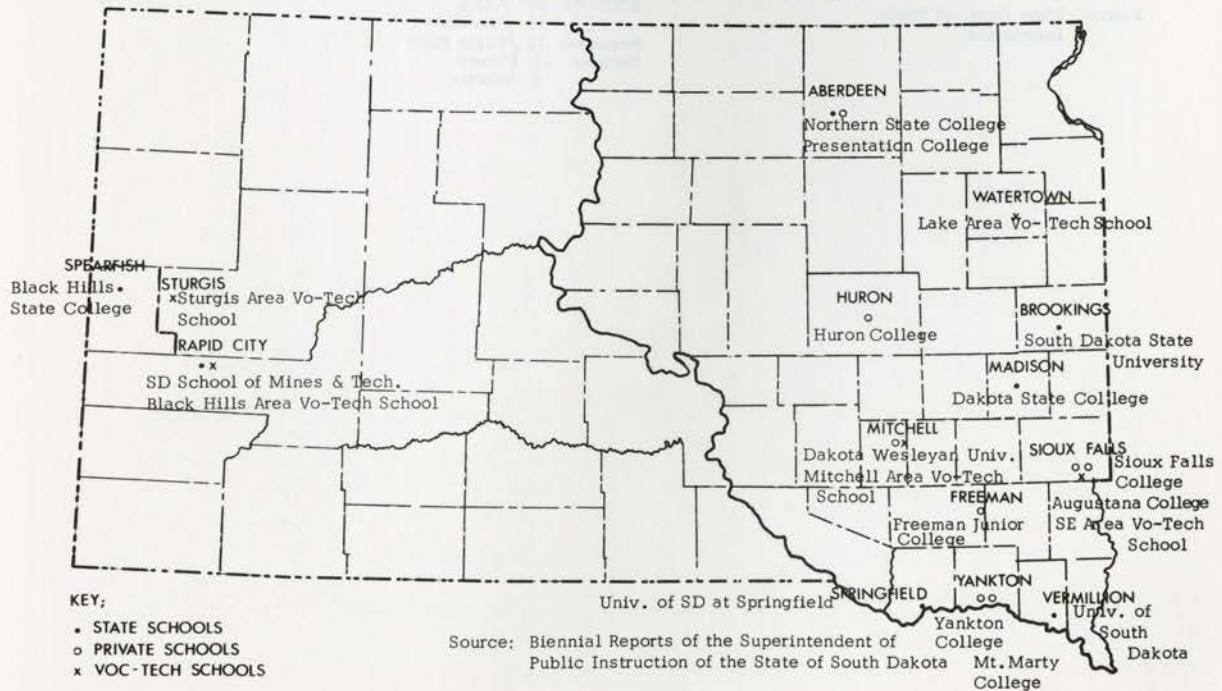 ABERDEEN
Northern State College
Presentation College
WATERTOWN
Lake Area Vo-Tech School
SPEARFISH
Black Hills
State College
STURGIS
Sturgis Area Vo-Tech
School
RAPID CITY
SD School of Mines & Tech.
Black Hills Area Vo-Tech School
HURON
Huron College
BROOKINGS
South Dakota State
University
MADISON
Dakota State College
MITCHELL
Dakota Wesleyan Univ.
Mitchell Area Vo-Tech
School
SIOUX FALLS
Sioux Falls
College
Augustana College
SE Area Vo-Tech
School
FREEMAN
Freeman Junior
College
SPRINGFIELD
Univ. of SD at Springfield
YANKTON
Yankton
College
Mt. Marty
College
VERMILLION
Univ. of
South
Dakota
KEY:
• STATE SCHOOLS
o PRIVATE SCHOOLS
x VOC-TECH SCHOOLS
Source: Biennial Reports of the Superintendent of
Public Instruction of the State of South Dakota